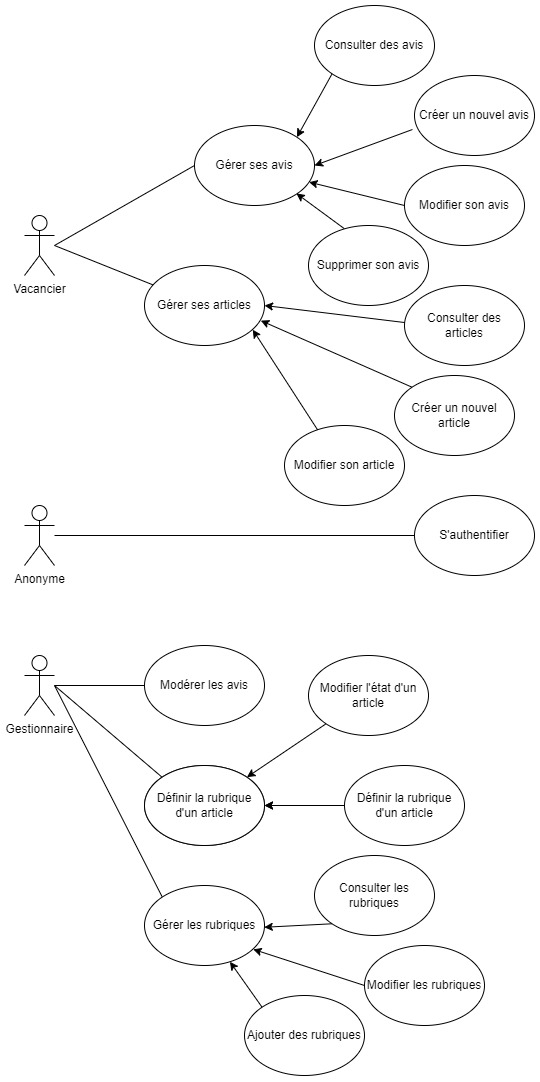 Consulter des avis
Créer un nouvel avis
Gérer ses avis
Modifier son avis
Supprimer son avis
Vacancier
Gérer ses articles
Consulter des
articles
Créer un nouvel
article
Modifier son article
S'authentifier
Anonyme
Modérer les avis
Modifier l'état d'un
article
Gestionnaire
Définir la rubrique
d'un article
Définir la rubrique
d'un article
Consulter les
rubriques
Gérer les rubriques
Modifier les rubriques
Ajouter des rubriques